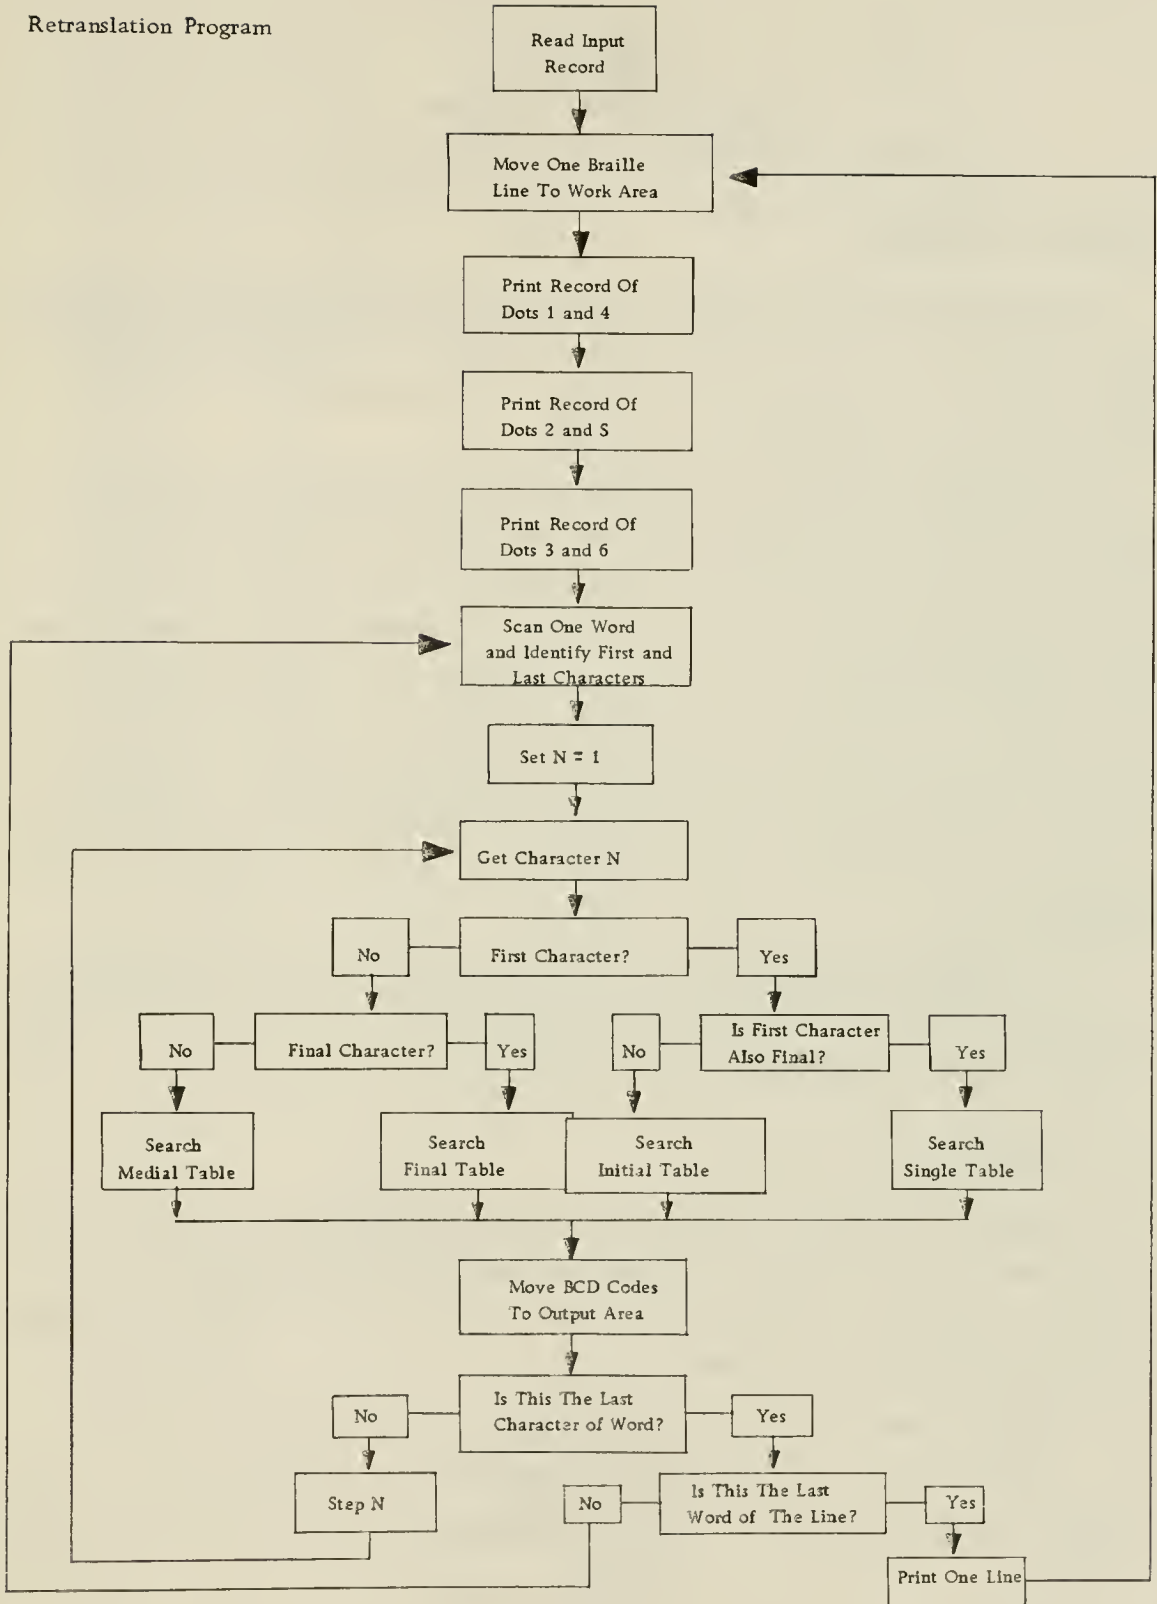 Retranslation Program
Read Input
Record
Move One Braille
Line To Work Area
Print Record Of
Dots 1 and 4
Print Record Of
Dots 2 and S
Print Record Of
Dots 3 and 6
Scan One Word
and Identify First and
Last Characters
Set N = 1
Get Character N
No
First Character?
Yes
No
Final Character?
Yes
No
Is First Character
Also Final?
Yes
Search
Medial Table
Search
Final Table
Search
Initial Table
Search
Single Table
Move BCD Codes
To Output Area
No
Is This The Last
Character of Word?
Yes
Step N
No
Is This The Last
Word of The Line?
Yes
Print One Line